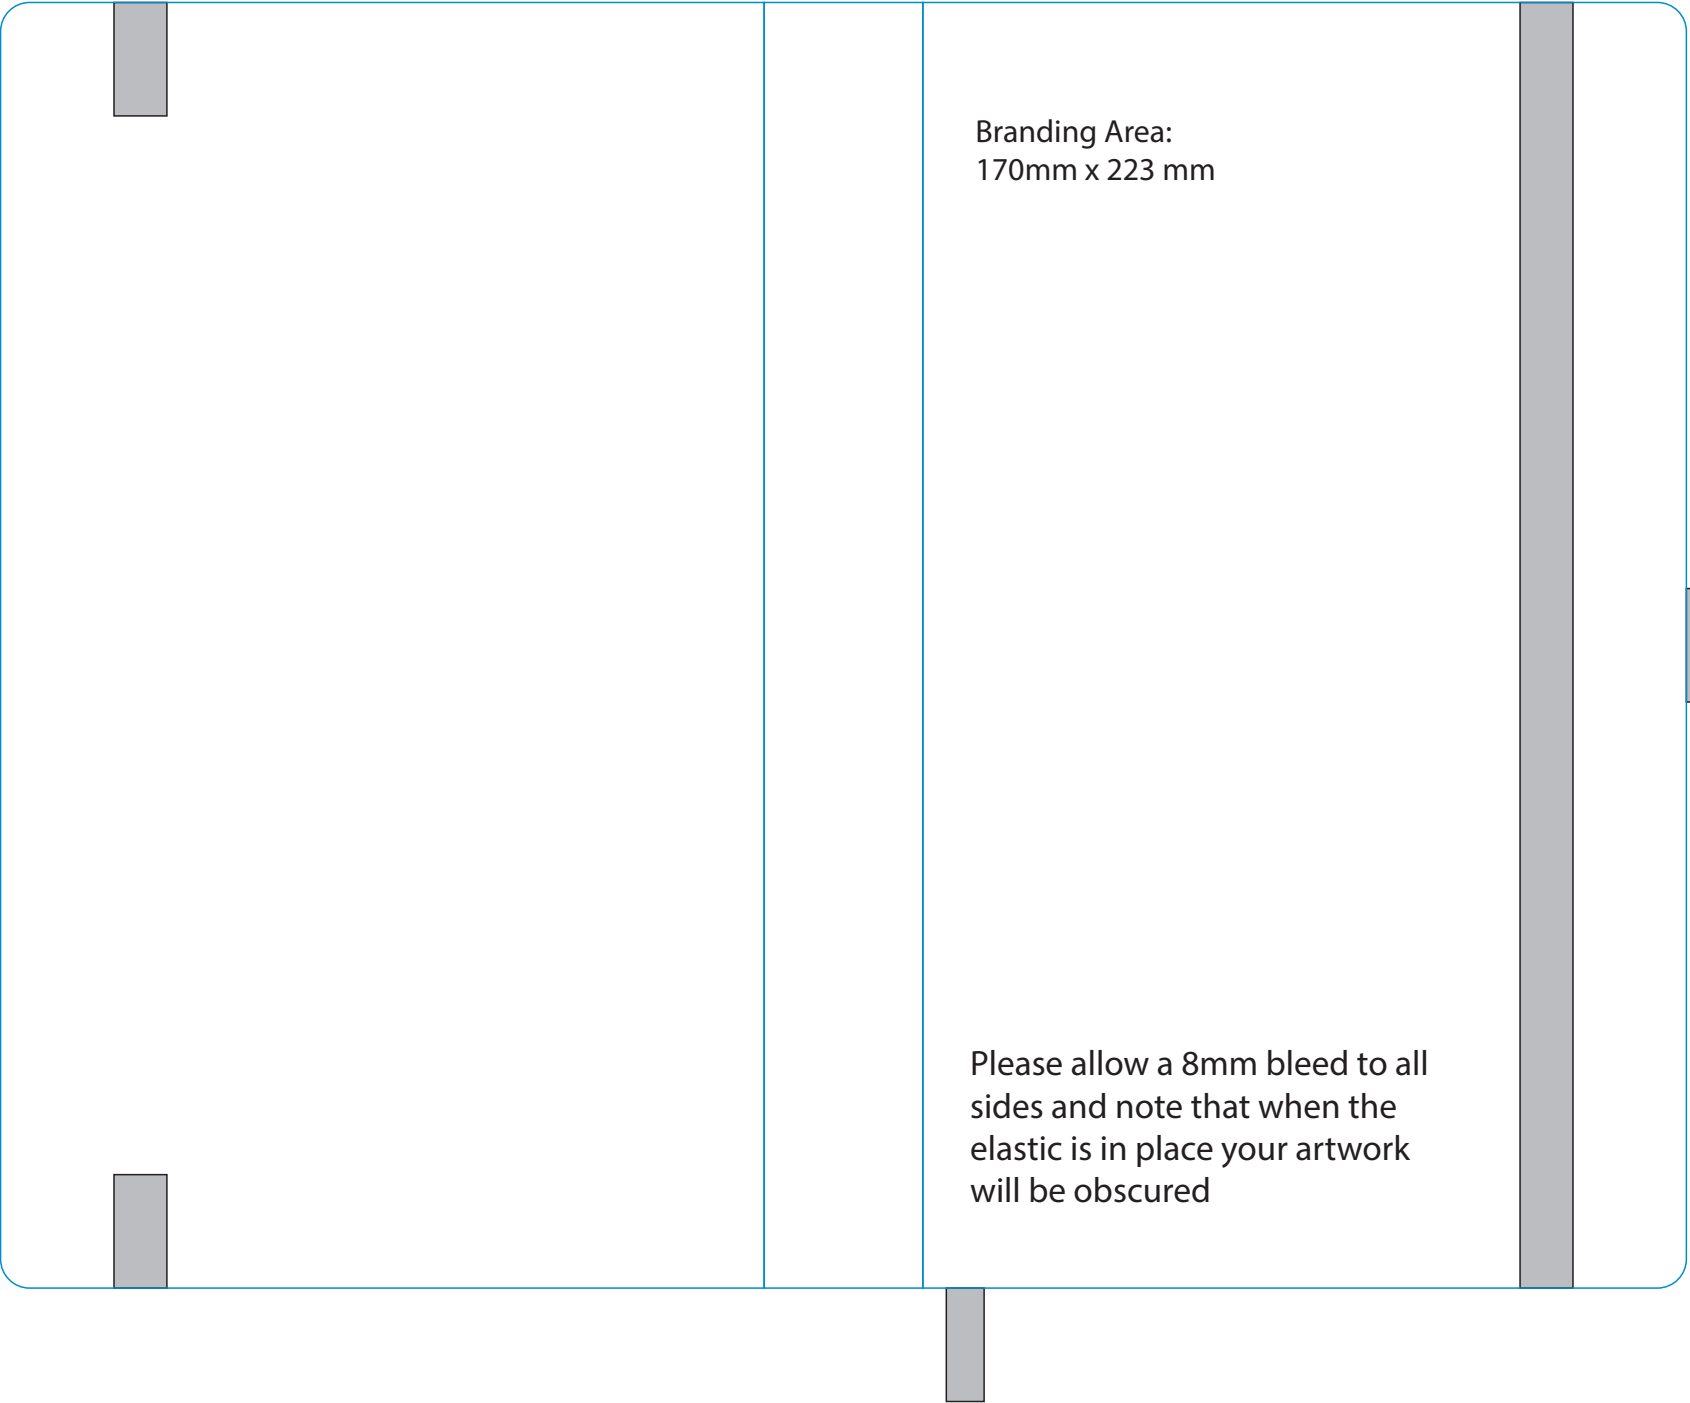 Branding Area:
170mm x 223 mm
Please allow a 8mm bleed to all
sides and note that when the
elastic is in place your artwork
will be obscured